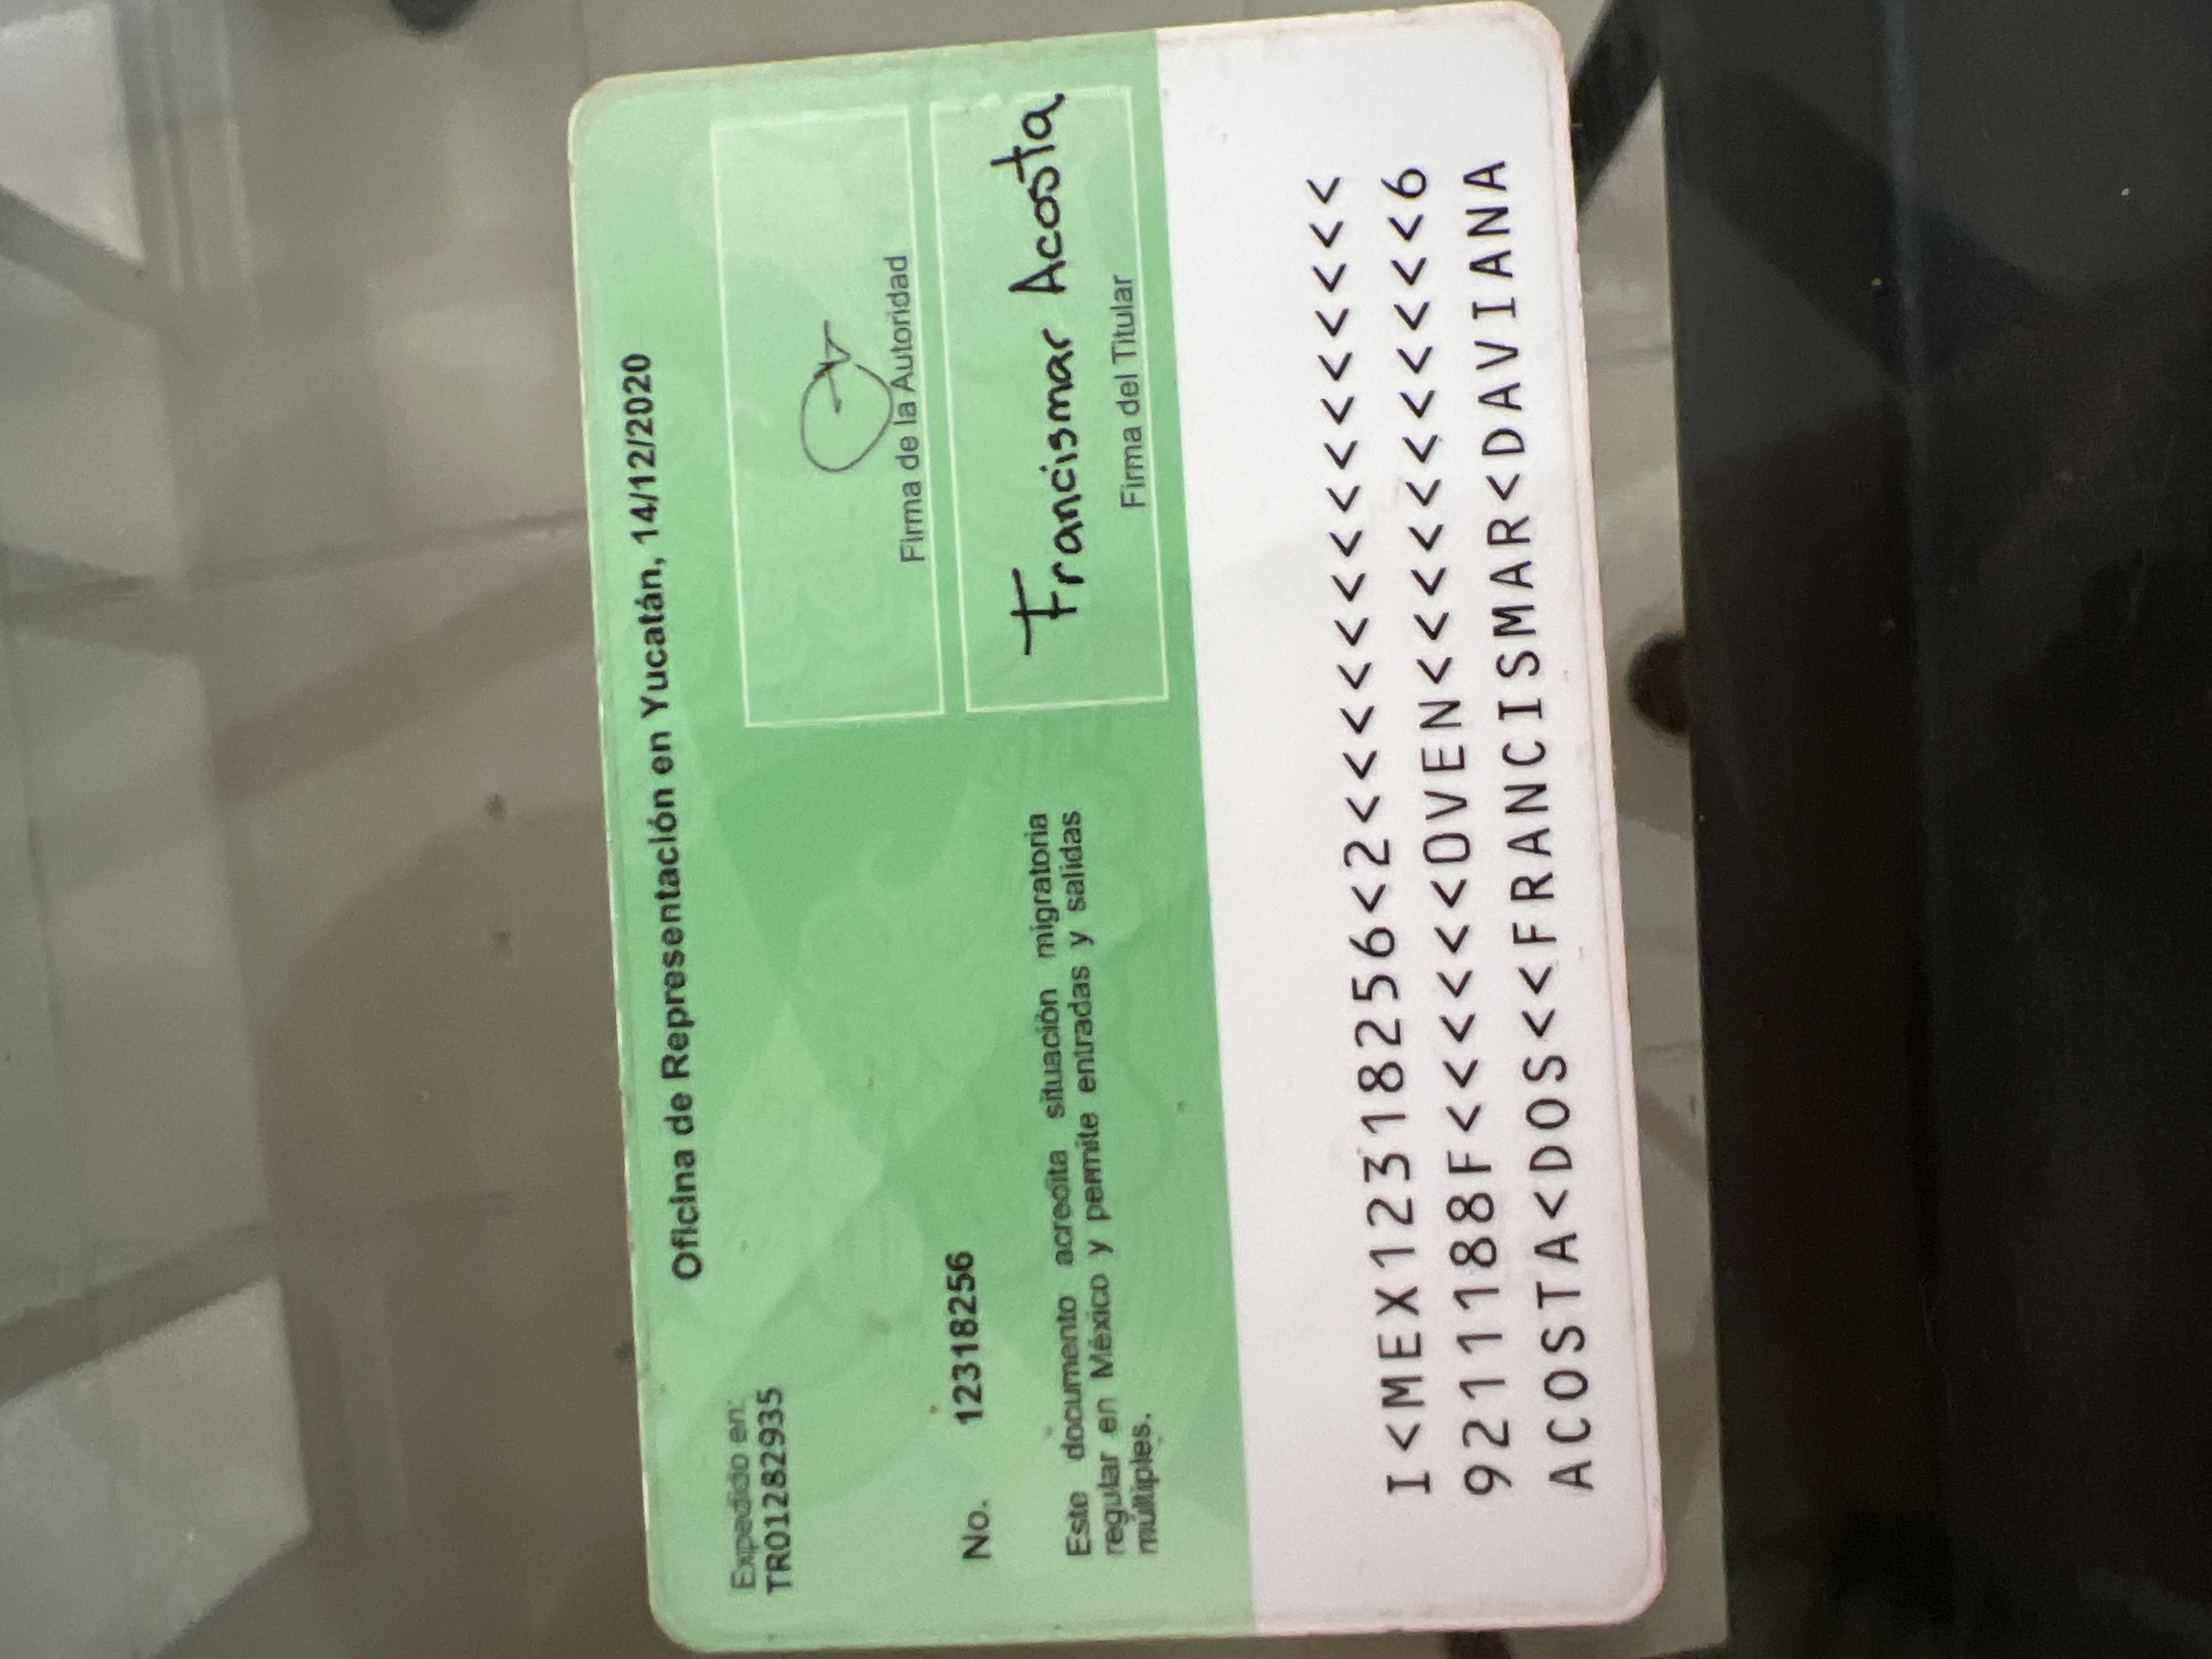 Oficina de Representación en Yucatán, 14/12/2020
Expedido en:
TR01282935
No. 12318256
Este documento acredita situación migratoria
regular en México y permite entradas y salidas
múltiples.
Firma de la Autoridad
Francismar Acosta
Firma del Titular
I<MEX12318256<2<<<<<<<<<<<<<<<
9211188F<<<<<<OVEN<<<<<<<<<<<6
ACOSTA<DOS<<FRANCISMAR<DAVIANA